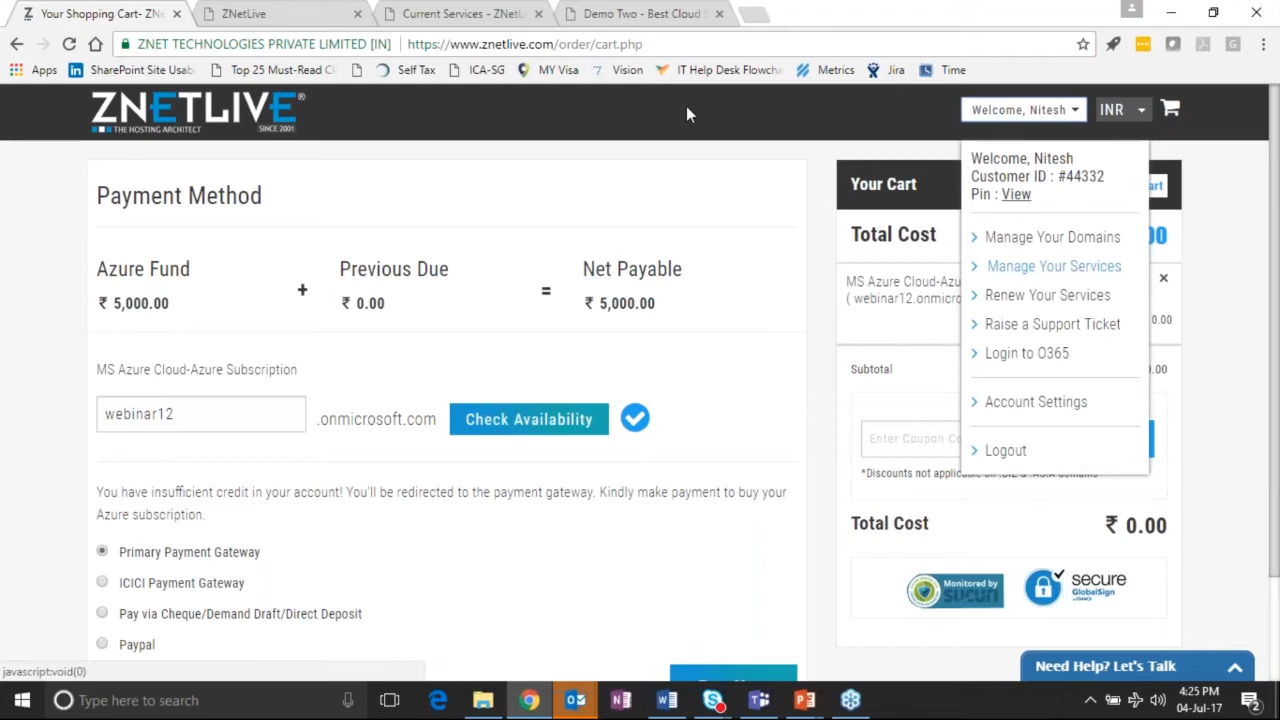 Your Shopping Cart- ZNe
ZNetLive
Current Services - ZNetL
Demo Two - Best Cloud S
ZNET TECHNOLOGIES PRIVATE LIMITED [IN]
https://www.znetlive.com/order/cart.php
Apps
SharePoint Site Usab
Top 25 Must-Read Cl
Self Tax
ICA-SG
MY Visa
Vision
IT Help Desk Flowcha
Metrics
Jira
Time
ZNETLIVE®
THE HOSTING ARCHITECT SINCE 2001
Welcome, Nitesh
INR
Welcome, Nitesh
Customer ID : #44332
Pin : View
Manage Your Domains
Manage Your Services
Renew Your Services
Raise a Support Ticket
Login to O365
Account Settings
Logout
Payment Method
Azure Fund
₹ 5,000.00
+
Previous Due
₹ 0.00
=
Net Payable
₹ 5,000.00
MS Azure Cloud-Azure Subscription
webinar12
.onmicrosoft.com
Check Availability
You have insufficient credit in your account! You'll be redirected to the payment gateway. Kindly make payment to buy your
Azure subscription.
Primary Payment Gateway
ICICI Payment Gateway
Pay via Cheque/Demand Draft/Direct Deposit
Paypal
Your Cart
art
Total Cost
00
MS Azure Cloud-Azu
( webinar12.onmicro
0.00
Subtotal
.00
Enter Coupon Co
Total Cost
₹ 0.00
Monitored by
sucuri
secure
GlobalSign
Need Help? Let's Talk
javascript:void(0)
Type here to search
4:25 PM
04-Jul-17
2